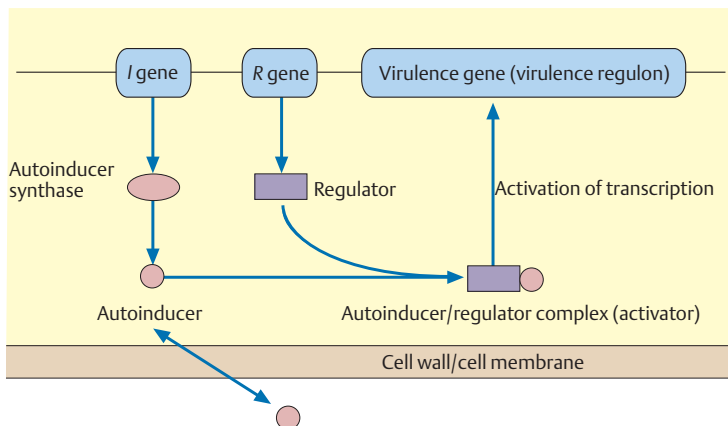 I gene
R gene
Virulence gene (virulence regulon)
Autoinducer
synthase
Regulator
Activation of transcription
Autoinducer
Autoinducer/regulator complex (activator)
Cell wall/cell membrane